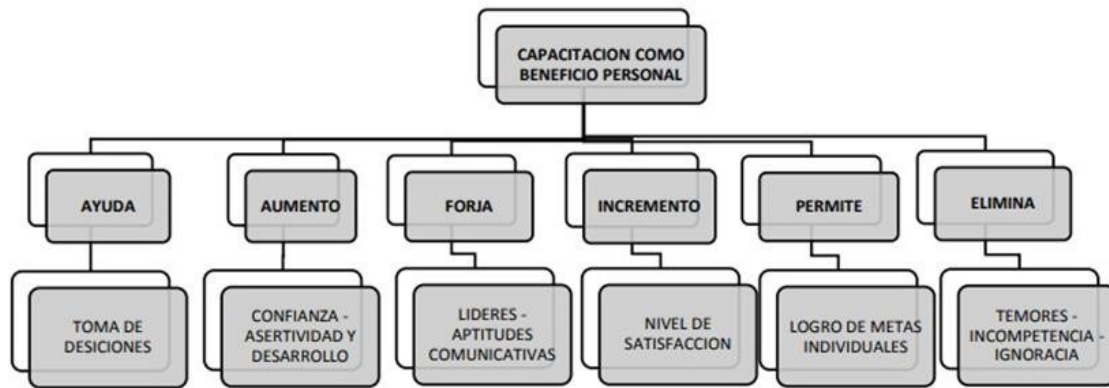 CAPACITACION COMO
BENEFICIO PERSONAL
AYUDA
AUMENTO
FORJA
INCREMENTO
PERMITE
ELIMINA
TOMA DE
DESICIONES
CONFIANZA -
ASERTIVIDAD Y
DESARROLLO
LIDERES -
APTITUDES
COMUNICATIVAS
NIVEL DE
SATISFACCION
LOGRO DE METAS
INDIVIDUALES
TEMORES -
INCOMPETENCIA -
IGNORACIA